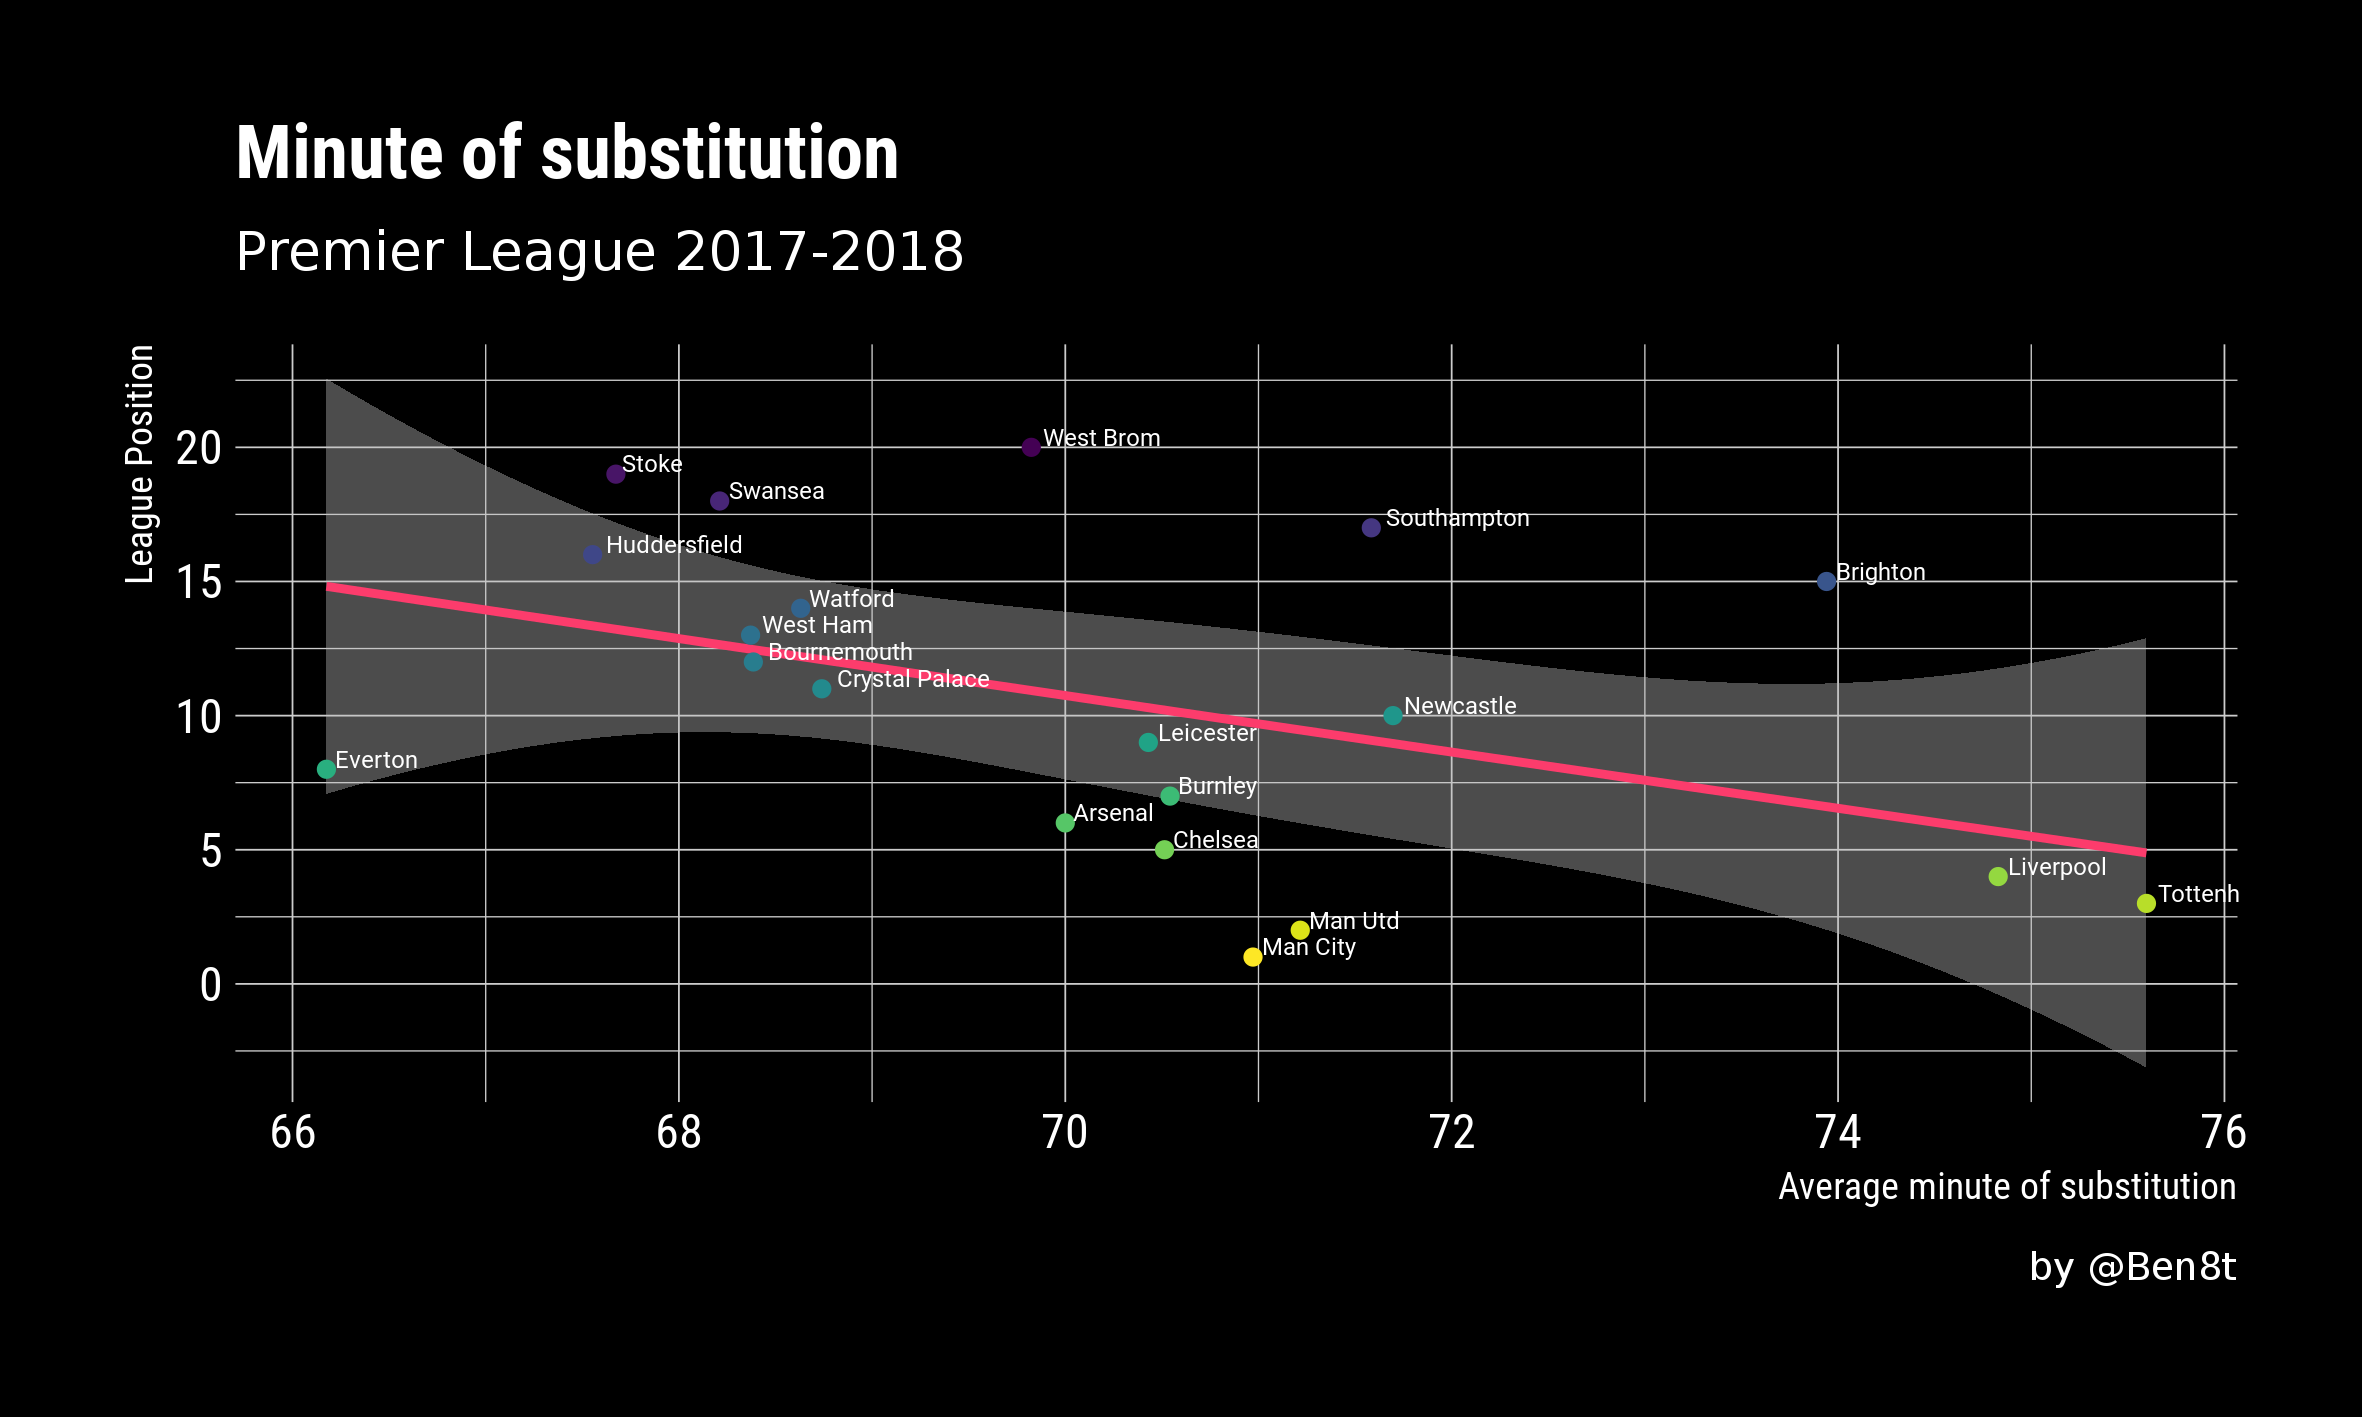 Minute of substitution
Premier League 2017-2018
League Position
20
15
10
5
0
West Brom
Stoke
Swansea
Southampton
Huddersfield
Brighton
Watford
West Ham
Bournemouth
Crystal Palace
Newcastle
Leicester
Everton
Burnley
Arsenal
Chelsea
Liverpool
Tottenh
Man Utd
Man City
66 68 70 72 74 76
Average minute of substitution
by @Ben8t